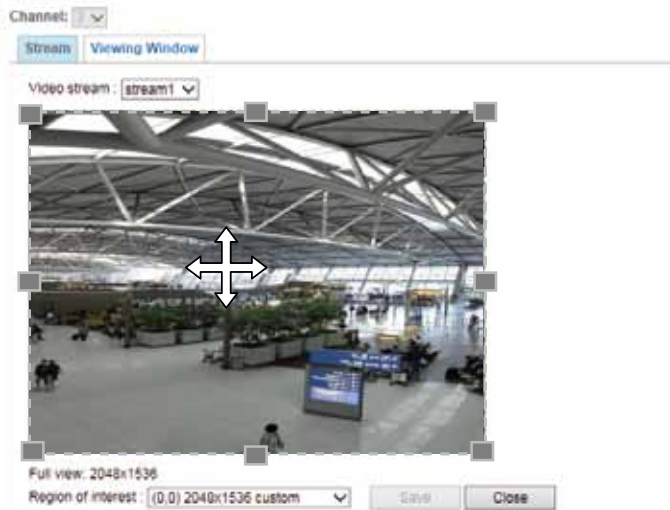 Channel:
Stream Viewing Window
Video stream : stream1
Full view: 2048x1536
Region of interest : (0,0) 2048x1536 custom Save Close